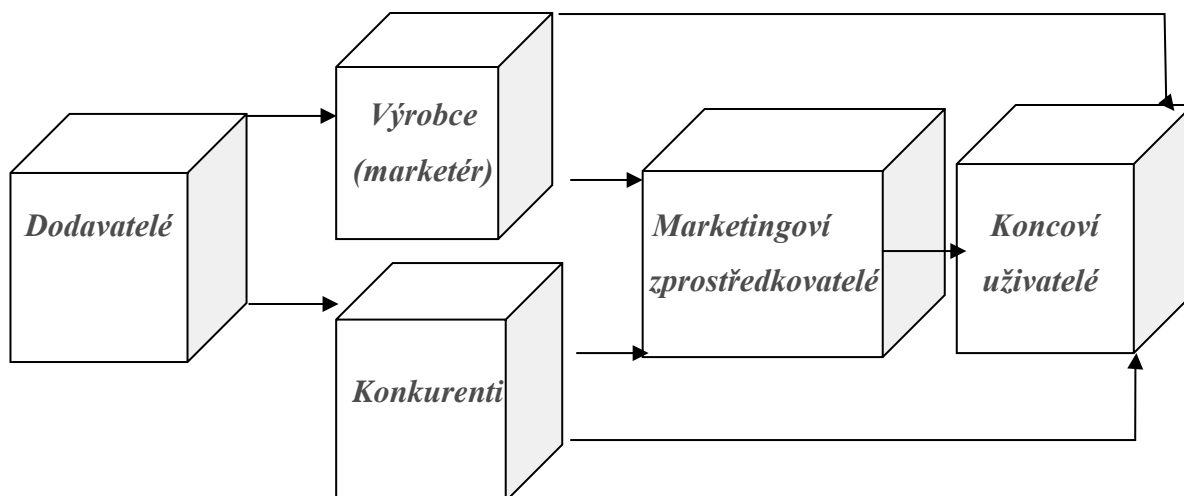 Výrobce
(marketér)
Dodavatelé
Marketingoví
zprostředkovatelé
Koncoví
uživatelé
Konkurenti